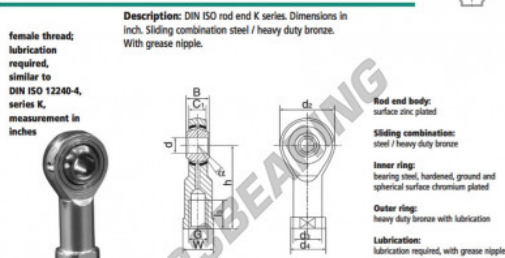 Description: DIN ISO rod end K series. Dimensions in
inch. Sliding combination steel / heavy duty bronze.
With grease nipple.
female thread;
lubrication
required,
similar to
DIN ISO 12240-4,
series K,
measurement in
inches
B
C₁
d
α
h
G
W
d₂
d₃
d₄
Rod end body:
surface zinc plated
Sliding combination:
steel / heavy duty bronze
Inner ring:
bearing steel, hardened, ground and
spherical surface chromium plated
Outer ring:
heavy duty bronze with lubrication
Lubrication:
lubrication required, with grease nipple